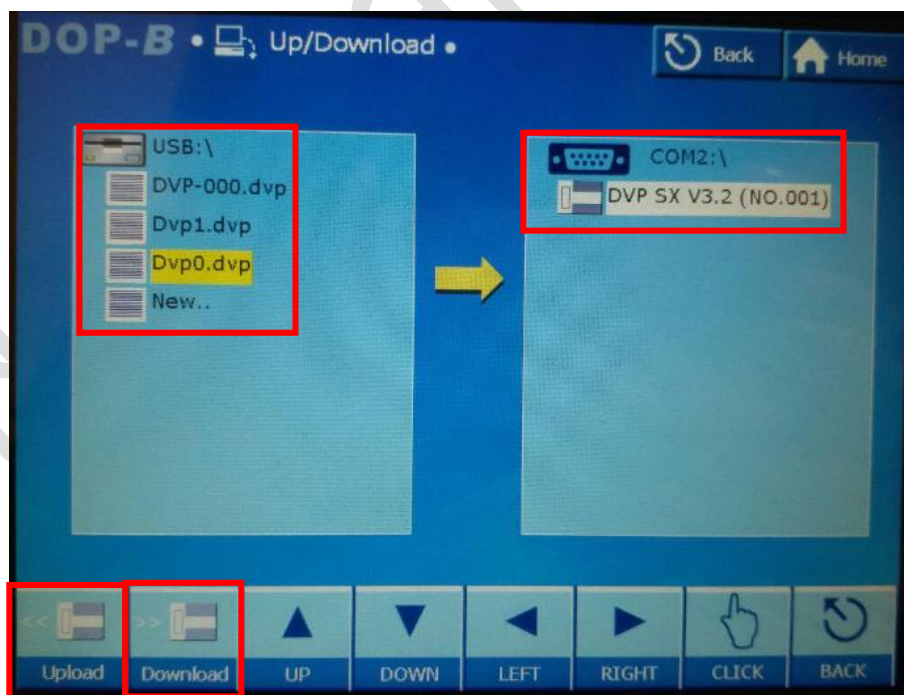 DOP-B • Up/Download •
Back
Home
USB:\
DVP-000.dvp
Dvp1.dvp
Dvp0.dvp
New..
COM2:\
DVP SX V3.2 (NO.001)
<< Upload
>> Download
UP
DOWN
LEFT
RIGHT
CLICK
BACK